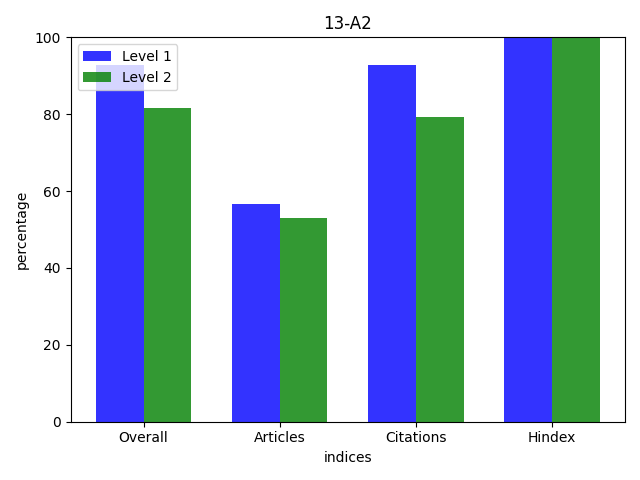 13-A2
Level 1
Level 2
100
80
60
40
20
0
percentage
Overall Articles Citations Hindex
indices